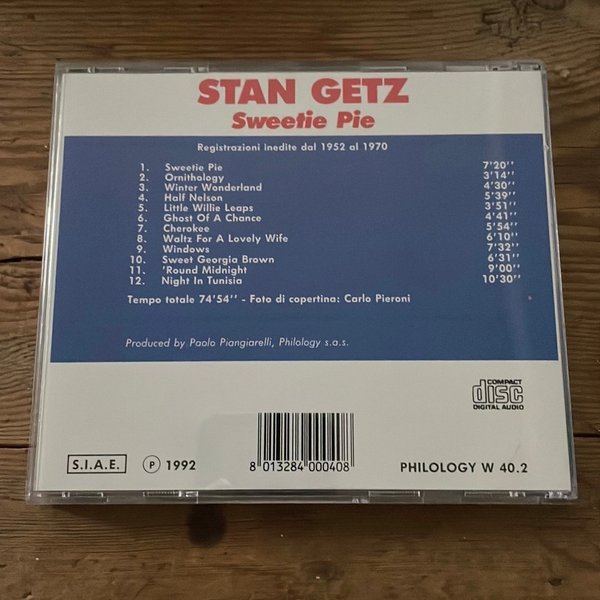 STAN GETZ
Sweetie Pie
Registrazioni inedite dal 1952 al 1970
1. Sweetie Pie 7'20''
2. Ornithology 3'14''
3. Winter Wonderland 4'30''
4. Half Nelson 5'39''
5. Little Willie Leaps 3'51''
6. Ghost Of A Chance 4'41''
7. Cherokee 5'54''
8. Waltz For A Lovely Wife 6'10''
9. Windows 7'32''
10. Sweet Georgia Brown 6'31''
11. 'Round Midnight 9'00''
12. Night In Tunisia 10'30''
Tempo totale 74'54'' - Foto di copertina: Carlo Pieroni
Produced by Paolo Piangiarelli, Philology s.a.s.
COMPACT
disc
DIGITAL AUDIO
S.I.A.E. P 1992 8 013284 000408 PHILOLOGY W 40.2